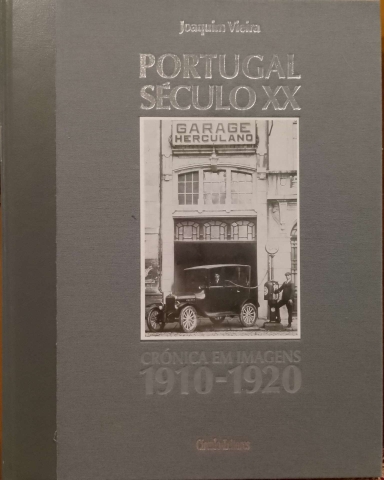 Joaquim Vieira
PORTUGAL
SÉCULO XX
GARAGE
HERCULANO
CRÓNICA EM IMAGENS
1910-1920